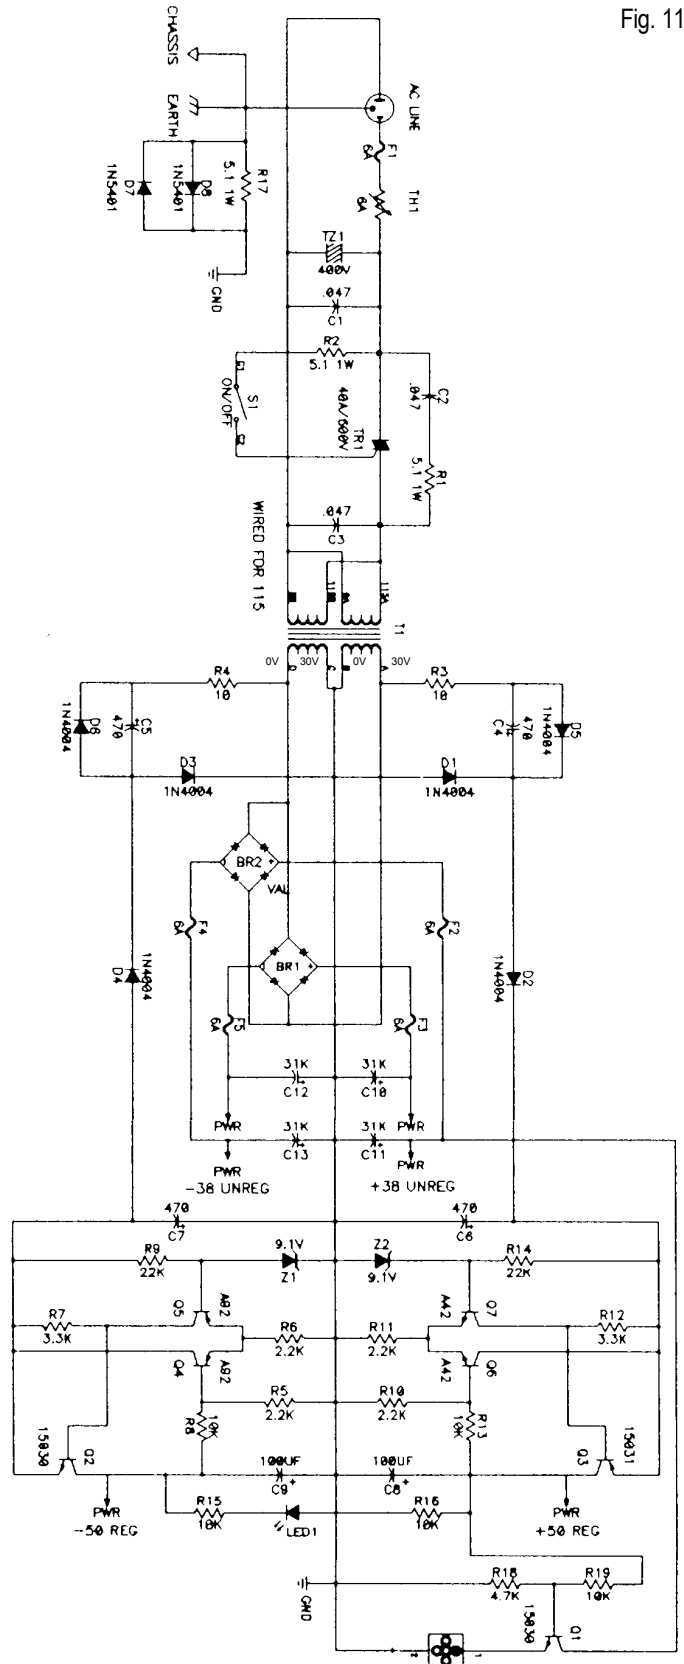 Fig. 11
CHASSIS
EARTH
AC LINE
F1
6A
TH1
6A
D7
1N5401
D8
1N5401
R17
5.1 1W
GND
TZ1
400V
.047
C1
R2
5.1 1W
S1
ON/OFF
C2
.047
40A/600V
TR1
R1
5.1 1W
.047
C3
WIRED FOR 115
115A
T1
0V
30V
0V
30V
D
C
B
A
R4
10
R3
10
D6
1N4004
C5
470
C4
470
D5
1N4004
D3
1N4004
D1
1N4004
BR2
VAL
F4
6A
F2
6A
BR1
D4
1N4004
F5
6A
F3
6A
D2
1N4004
31K
C12
31K
C10
PWR
PWR
31K
C13
31K
C11
PWR
-38 UNREG
PWR
+38 UNREG
470
C7
470
C6
R9
22K
Z1
9.1V
Z2
9.1V
R14
22K
Q5
A92
A42
Q7
R7
3.3K
R6
2.2K
R11
2.2K
R12
3.3K
Q4
A92
A42
Q6
R5
2.2K
R10
2.2K
R8
10K
R13
10K
15030
Q2
100UF
C9
100UF
C8
Q3
15031
PWR
-50 REG
R15
10K
LED1
R16
10K
PWR
+50 REG
GND
R18
4.7K
R19
10K
15030
Q1
2
1